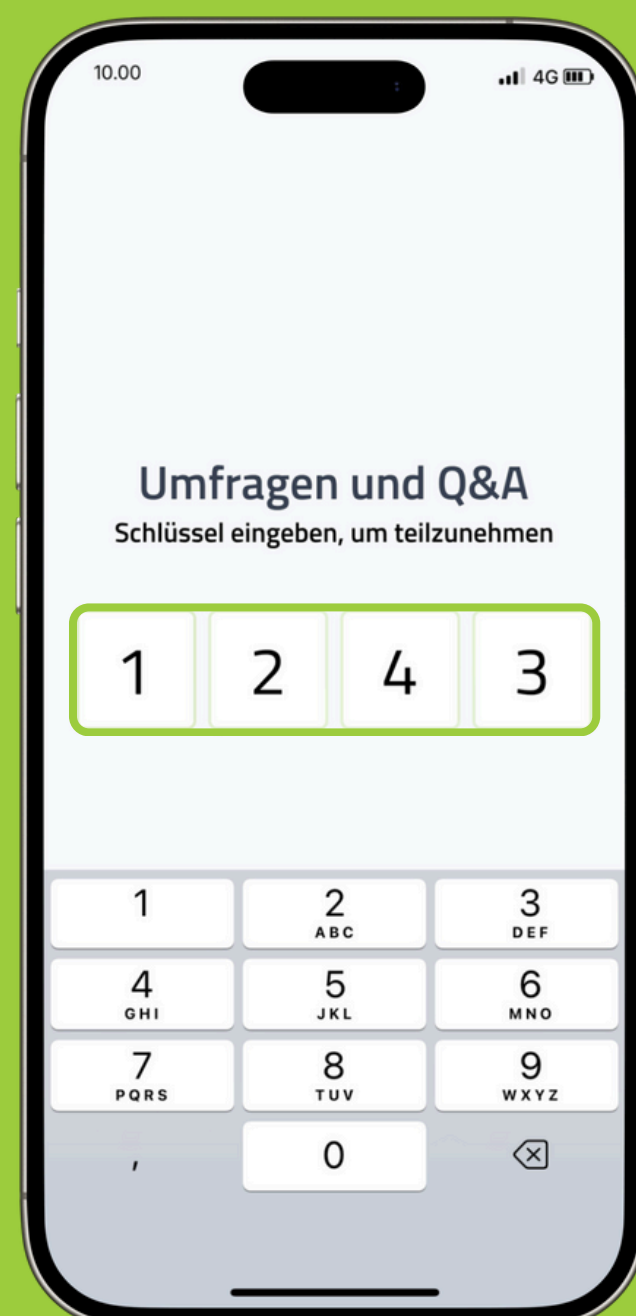 10.00
4G
Umfragen und Q&A
Schlüssel eingeben, um teilzunehmen
1 2 4 3
1 2 3
ABC DEF
4 5 6
GHI JKL MNO
7 8 9
PQRS TUV WXYZ
, 0